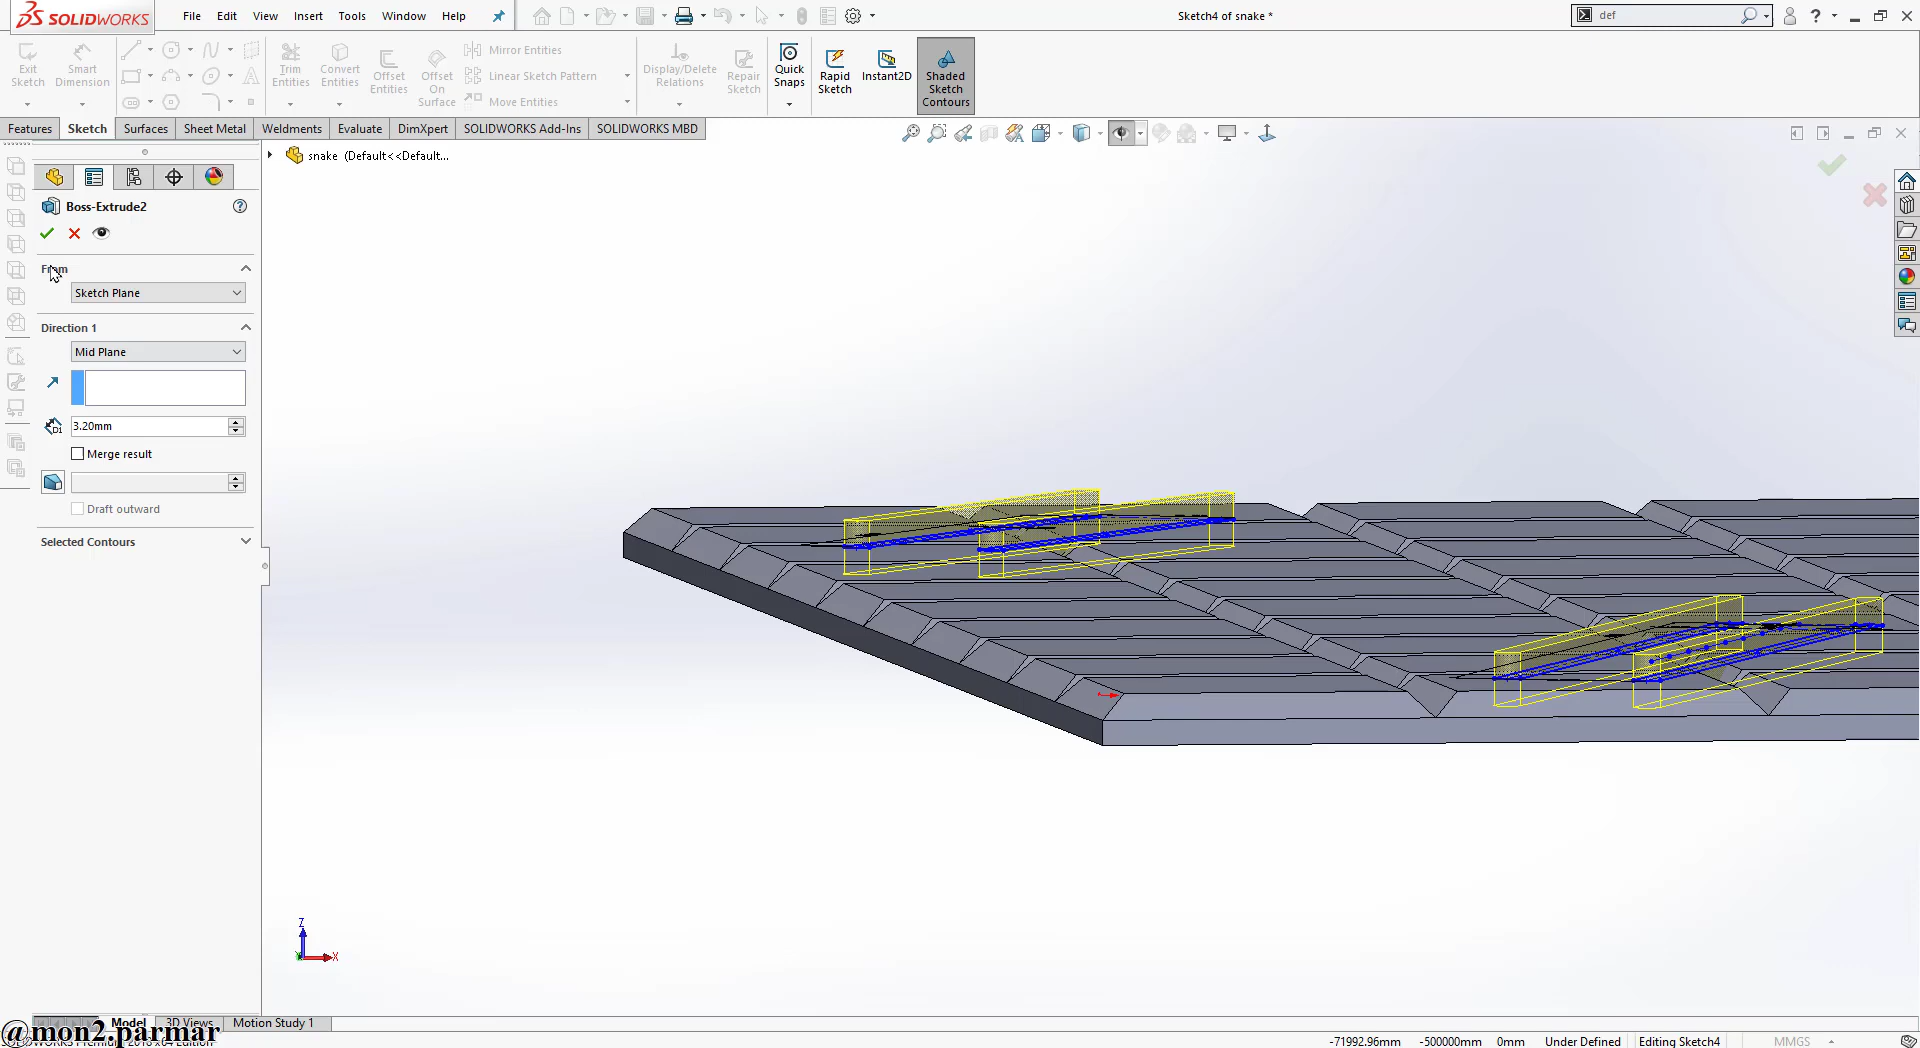 SOLIDWORKS File Edit View Insert Tools Window Help Sketch4 of snake * def
Exit Sketch
Smart Dimension
Trim Entities
Convert Entities
Offset Entities
Offset On Surface
Mirror Entities
Linear Sketch Pattern
Move Entities
Display/Delete Relations
Repair Sketch
Quick Snaps
Rapid Sketch
Instant2D
Shaded Sketch Contours
Features Sketch Surfaces Sheet Metal Weldments Evaluate DimXpert SOLIDWORKS Add-Ins SOLIDWORKS MBD
snake (Default<<Default...
Boss-Extrude2
From
Sketch Plane
Direction 1
Mid Plane
3.20mm
Merge result
Draft outward
Selected Contours
Z
X
Model 3D Views Motion Study 1
@mon2.parmar
-71992.96mm -500000mm 0mm Under Defined Editing Sketch4 MMGS